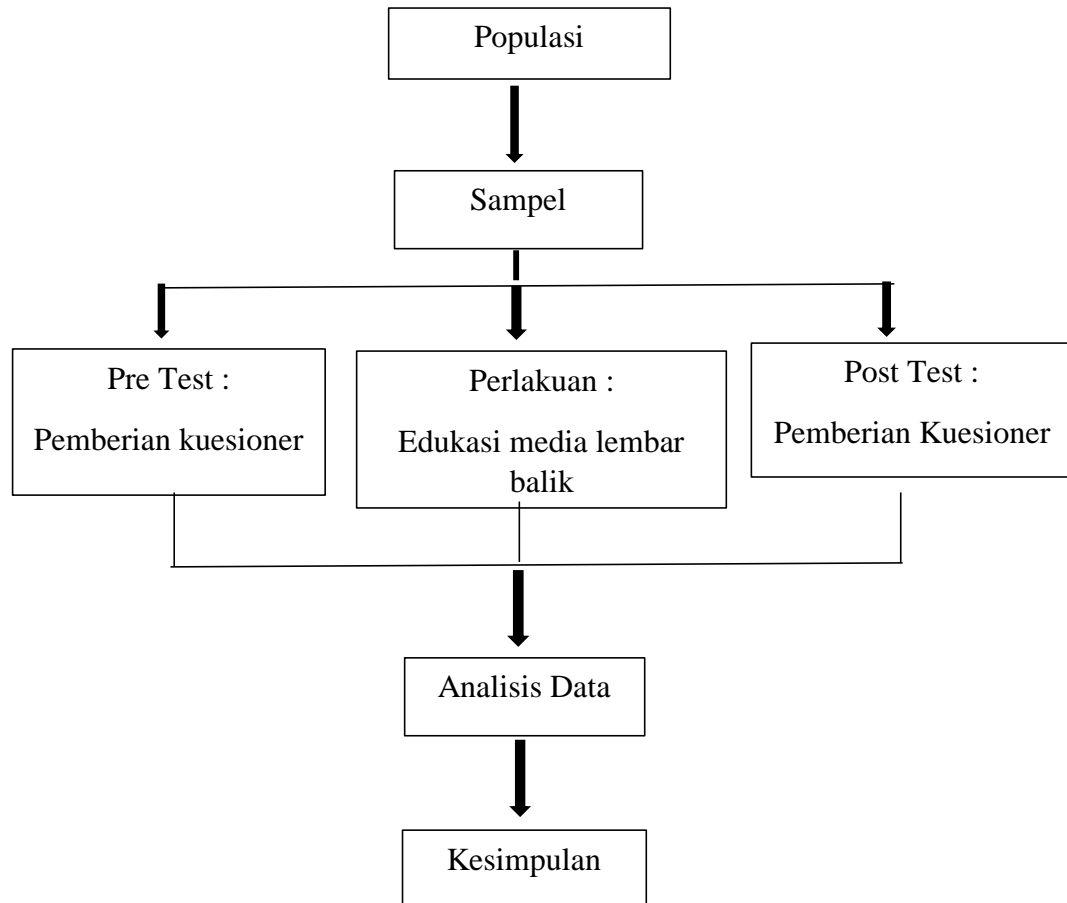 Populasi
Sampel
Pre Test :
Pemberian kuesioner
Perlakuan :
Edukasi media lembar
balik
Post Test :
Pemberian Kuesioner
Analisis Data
Kesimpulan